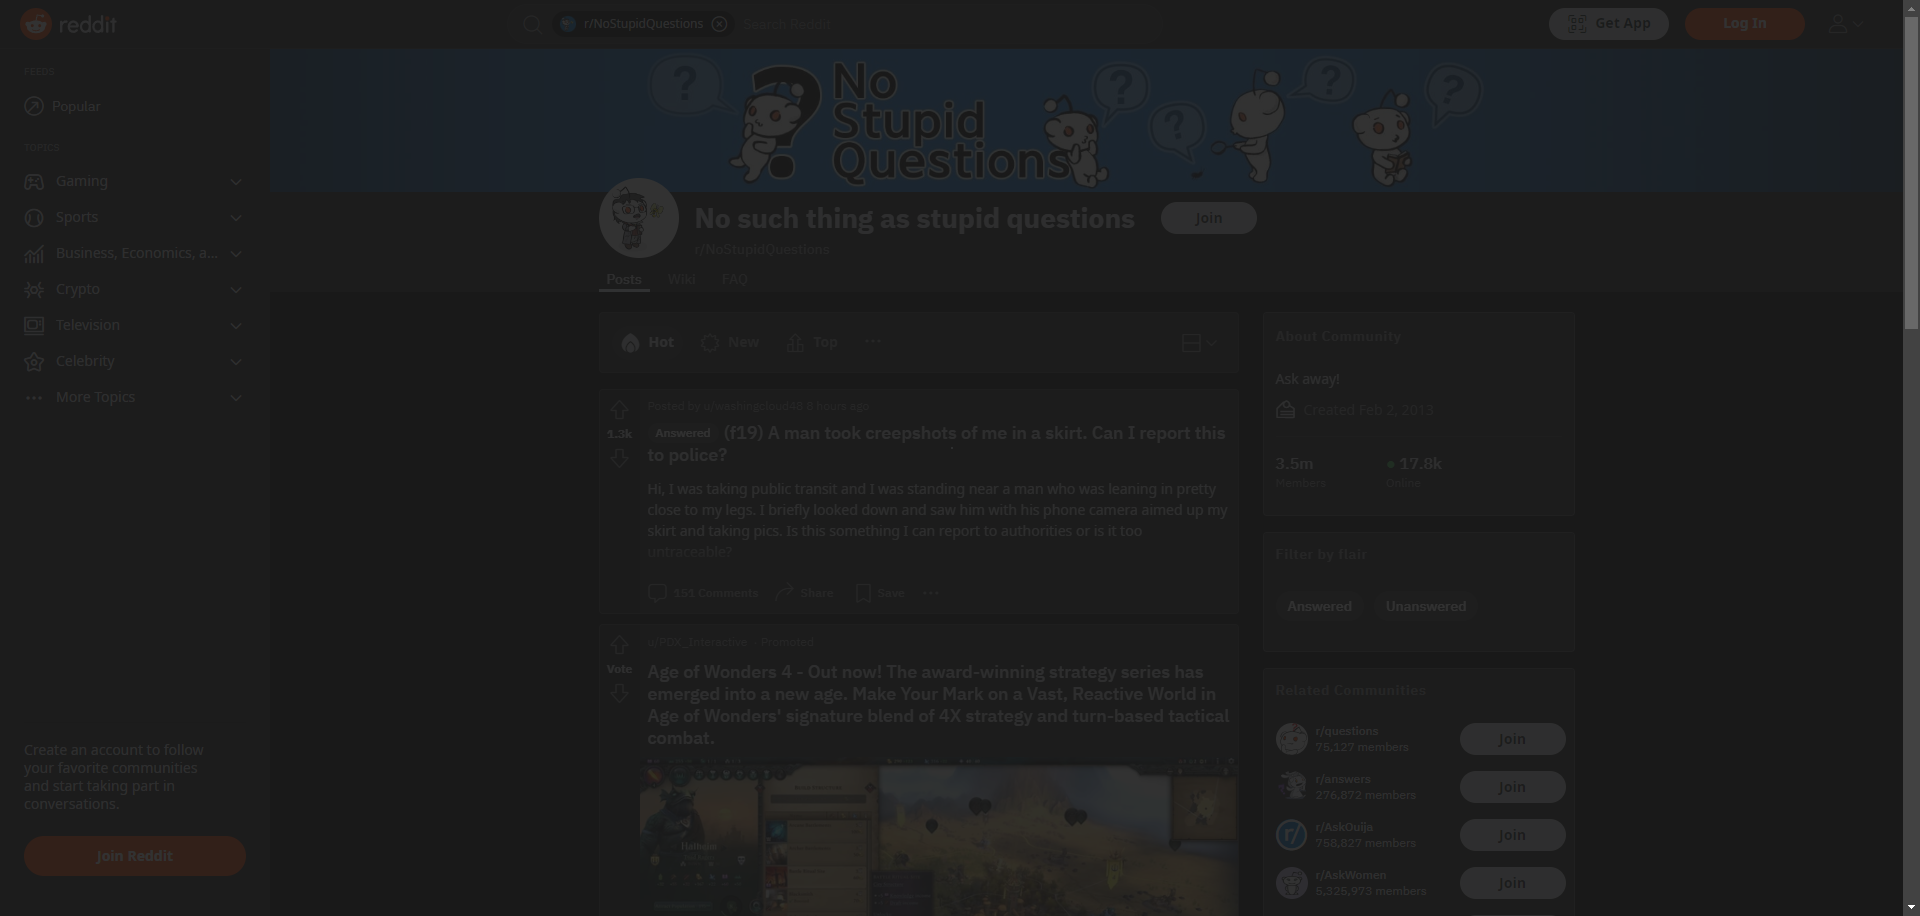 reddit
r/NoStupidQuestions
Search Reddit
Get App
Log In
FEEDS
Popular
TOPICS
Gaming
Sports
Business, Economics, a...
Crypto
Television
Celebrity
More Topics
Create an account to follow
your favorite communities
and start taking part in
conversations.
Join Reddit
No
Stupid
Questions
No such thing as stupid questions
Join
r/NoStupidQuestions
Posts
Wiki
FAQ
Hot
New
Top
Posted by u/washingcloud48 8 hours ago
1.3k
Answered (f19) A man took creepshots of me in a skirt. Can I report this
to police?
Hi, I was taking public transit and I was standing near a man who was leaning in pretty
close to my legs. I briefly looked down and saw him with his phone camera aimed up my
skirt and taking pics. Is this something I can report to authorities or is it too
untraceable?
151 Comments
Share
Save
u/PDX_Interactive · Promoted
Vote
Age of Wonders 4 - Out now! The award-winning strategy series has
emerged into a new age. Make Your Mark on a Vast, Reactive World in
Age of Wonders' signature blend of 4X strategy and turn-based tactical
combat.
About Community
Ask away!
Created Feb 2, 2013
3.5m
Members
17.8k
Online
Filter by flair
Answered
Unanswered
Related Communities
r/questions
75,127 members
Join
r/answers
276,872 members
Join
r/AskOuija
758,827 members
Join
r/AskWomen
5,325,973 members
Join